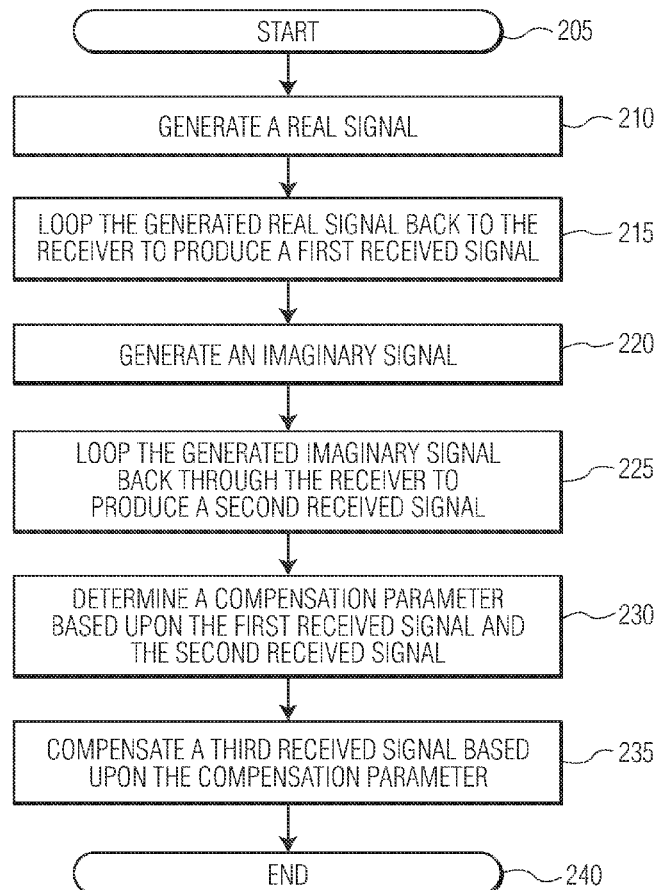 START
205
GENERATE A REAL SIGNAL
210
LOOP THE GENERATED REAL SIGNAL BACK TO THE
RECEIVER TO PRODUCE A FIRST RECEIVED SIGNAL
215
GENERATE AN IMAGINARY SIGNAL
220
LOOP THE GENERATED IMAGINARY SIGNAL
BACK THROUGH THE RECEIVER TO
PRODUCE A SECOND RECEIVED SIGNAL
225
DETERMINE A COMPENSATION PARAMETER
BASED UPON THE FIRST RECEIVED SIGNAL AND
THE SECOND RECEIVED SIGNAL
230
COMPENSATE A THIRD RECEIVED SIGNAL BASED
UPON THE COMPENSATION PARAMETER
235
END
240